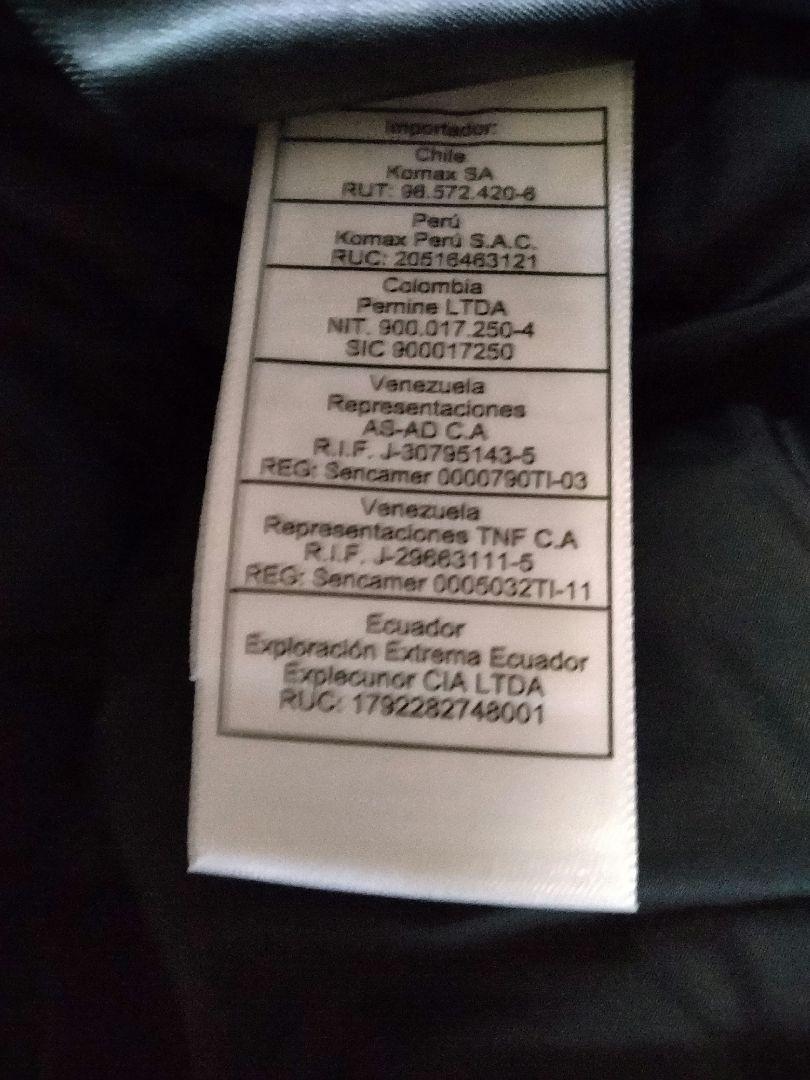 Importador:
Chile
Komax SA
RUT: 96.572.420-6
Perú
Komax Perú S.A.C.
RUC: 20516463121
Colombia
Pernine LTDA
NIT. 900.017.250-4
SIC 900017250
Venezuela
Representaciones
AS-AD C.A
R.I.F. J-30795143-5
REG: Sencamer 0000790TI-03
Venezuela
Representaciones TNF C.A
R.I.F. J-29663111-5
REG: Sencamer 0005032TI-11
Ecuador
Exploración Extrema Ecuador
Explecunor CIA LTDA
RUC: 1792282748001